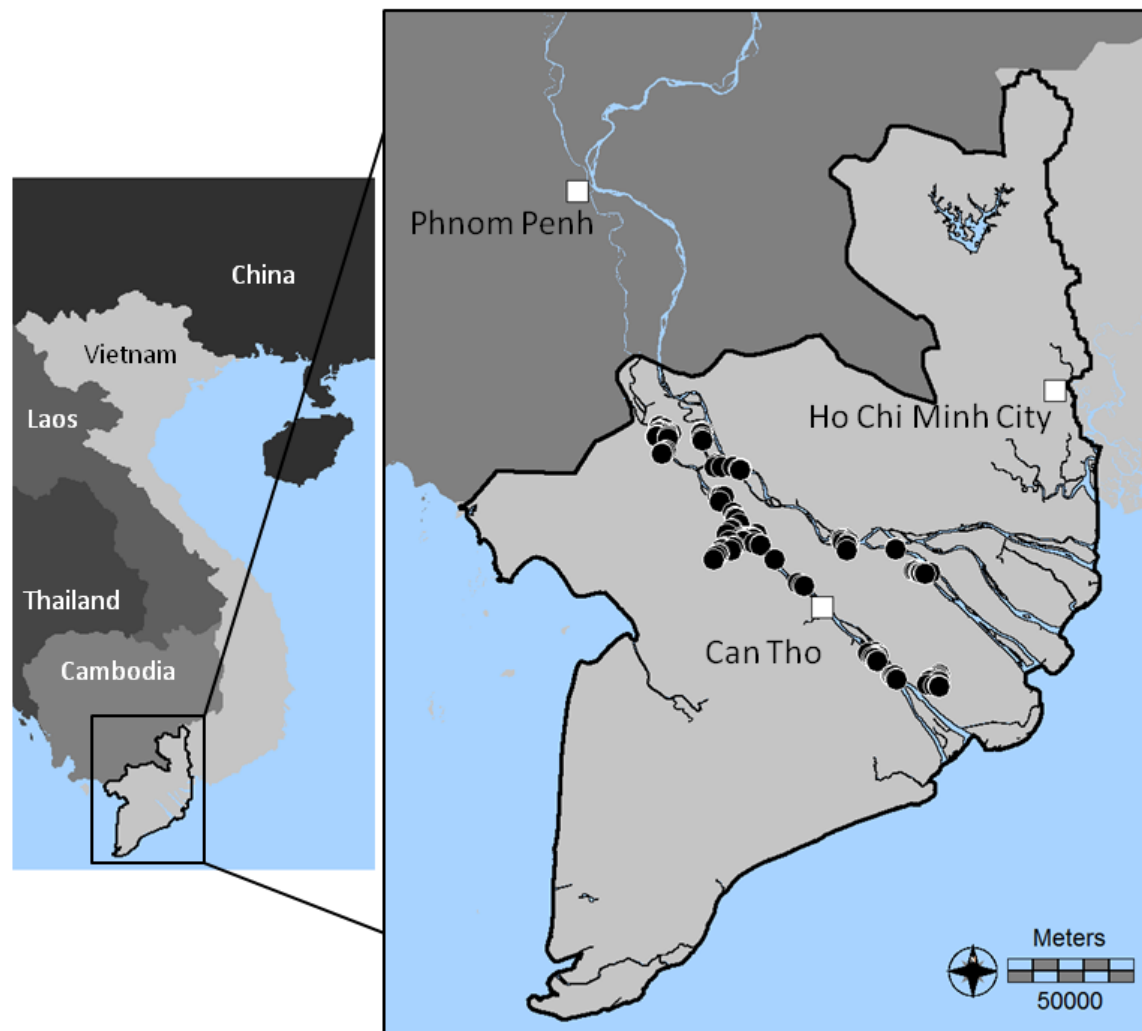 China
Vietnam
Laos
Thailand
Cambodia
Phnom Penh
Ho Chi Minh City
Can Tho
Meters
50000